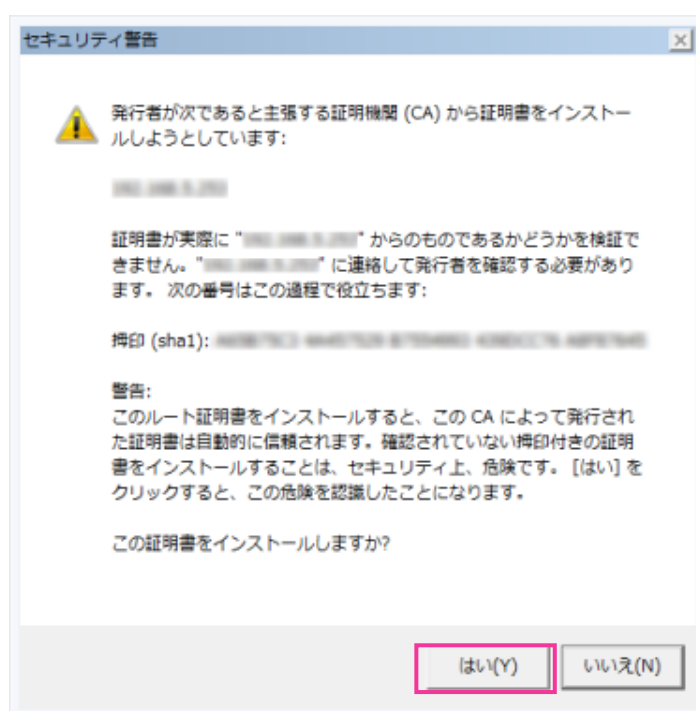 セキュリティ警告
発行者が次であると主張する証明機関 (CA) から証明書をインストー
ルしようとしています:
証明書が実際に "" からのものであるかどうかを検証で
きません。"" に連絡して発行者を確認する必要があり
ます。 次の番号はこの過程で役立ちます:
拇印 (sha1):
警告:
このルート証明書をインストールすると、この CA によって発行され
た証明書は自動的に信頼されます。確認されていない拇印付きの証明
書をインストールすることは、セキュリティ上、危険です。 [はい] を
クリックすると、この危険を認識したことになります。
この証明書をインストールしますか?
はい(Y)
いいえ(N)